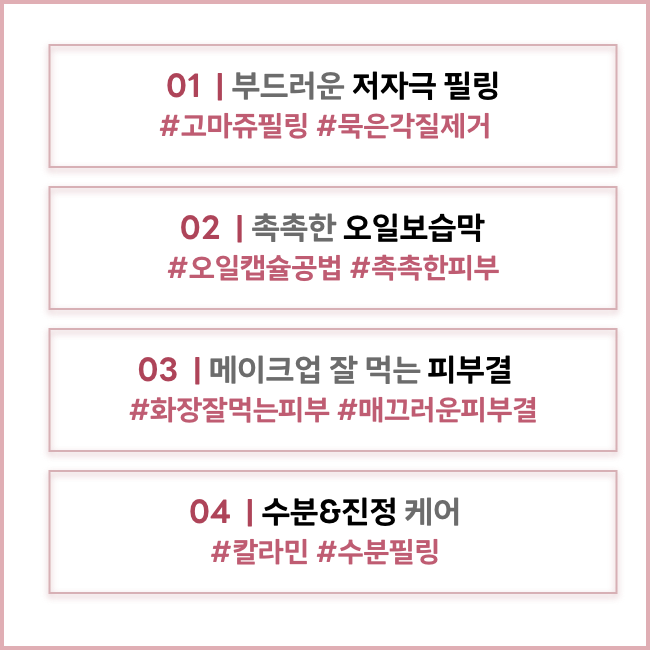 01 | 부드러운 저자극 필링
#고마쥬필링 #묵은각질제거
02 | 촉촉한 오일보습막
#오일캡슐공법 #촉촉한피부
03 | 메이크업 잘 먹는 피부결
#화장잘먹는피부 #매끄러운피부결
04 | 수분&진정 케어
#칼라민 #수분필링